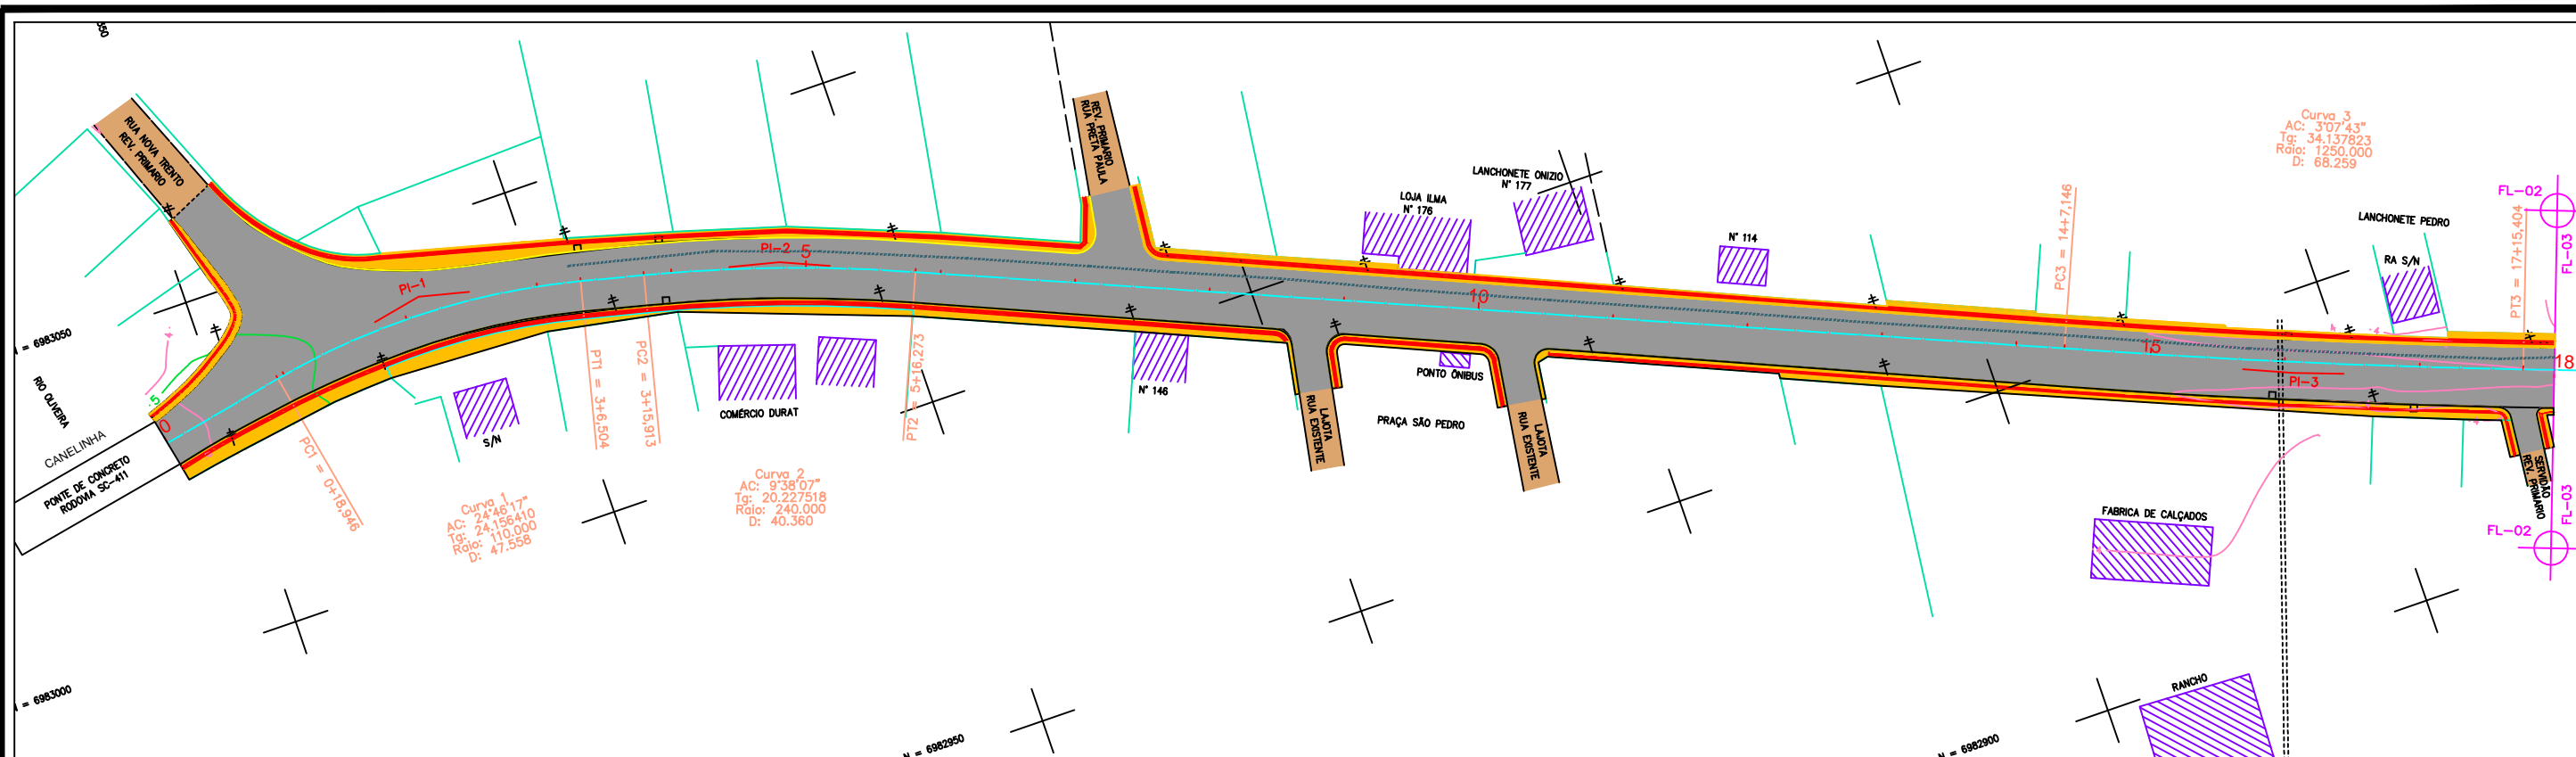 RUA NOVA TRENTO
REV. PRIMARIO
REV. PRIMARIO
RUA PRETA PAULA
LANCHONETE ONIZIO
N° 177
LOJA ILMA
N° 176
N° 114
Curva 3
AC: 3°07'43"
Tg: 34.137823
Raio: 1250.000
D: 68.259
FL-02
FL-03
LANCHONETE PEDRO
RA S/N
PC3 = 14+7,146
PT3 = 17+15,404
PI-1
PI-2
5
10
15
18
PI-3
= 6983050
RIO OLIVEIRA
5
0
CANELINHA
PONTE DE CONCRETO
RODOVIA SC-411
PC1 = 0+18,946
S/N
PT1 = 3+6,504
PC2 = 3+15,913
COMÉRCIO DURAT
PT2 = 5+16,273
N° 146
LAJOTA
RUA EXISTENTE
PONTO ÔNIBUS
PRAÇA SÃO PEDRO
LAJOTA
RUA EXISTENTE
SERVIDÃO
REV. PRIMARIO
FL-03
FL-02
Curva 1
AC: 24°46'17"
Tg: 24.156410
Raio: 110.000
D: 47.558
Curva 2
AC: 9°38'07"
Tg: 20.227518
Raio: 240.000
D: 40.360
FABRICA DE CALÇADOS
RANCHO
= 6983000
N = 6982950
N = 6982900